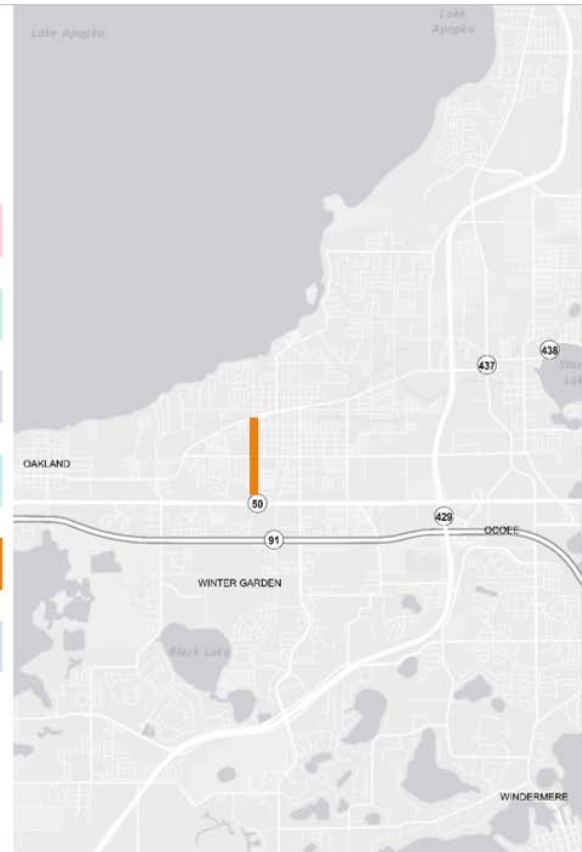 Lake Apopka
Lake
Apopka
438
437
OAKLAND
50
429
OCOEE
91
WINTER GARDEN
Black Lake
WINDERMERE